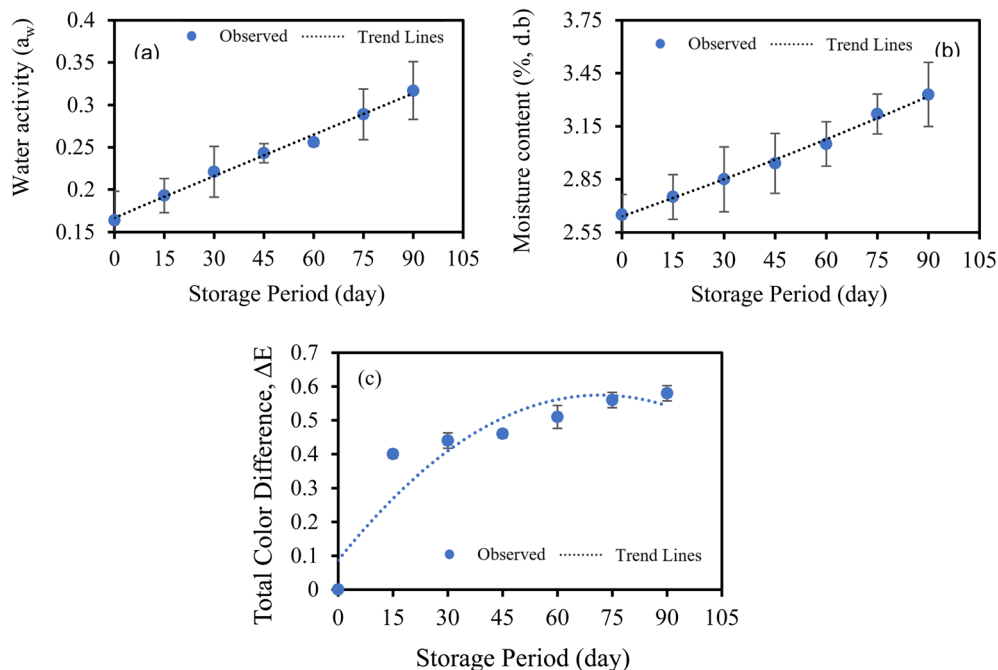 Water activity (aw)
0.4
0.35
0.3
0.25
0.2
0.15
(a)
Observed
Trend Lines
0 15 30 45 60 75 90 105
Storage Period (day)
Moisture content (%, d.b)
3.75
3.45
3.15
2.85
2.55
Observed
Trend Lines
(b)
0 15 30 45 60 75 90 105
Storage Period (day)
Total Color Difference, ΔE
0.7
0.6
0.5
0.4
0.3
0.2
0.1
0
(c)
Observed
Trend Lines
0 15 30 45 60 75 90 105
Storage Period (day)